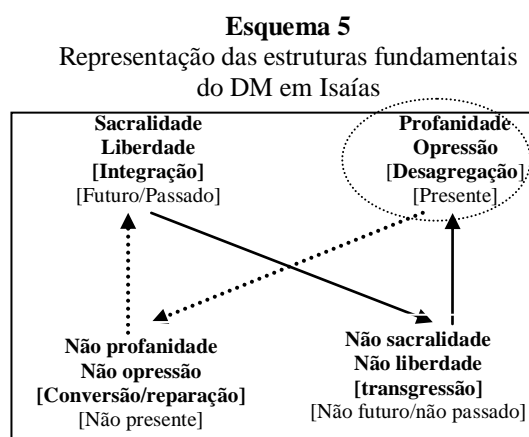 Esquema 5
Representação das estruturas fundamentais
do DM em Isaías
Sacralidade
Liberdade
[Integração]
[Futuro/Passado]
Profanidade
Opressão
[Desagregação]
[Presente]
Não profanidade
Não opressão
[Conversão/reparação]
[Não presente]
Não sacralidade
Não liberdade
[transgressão]
[Não futuro/não passado]